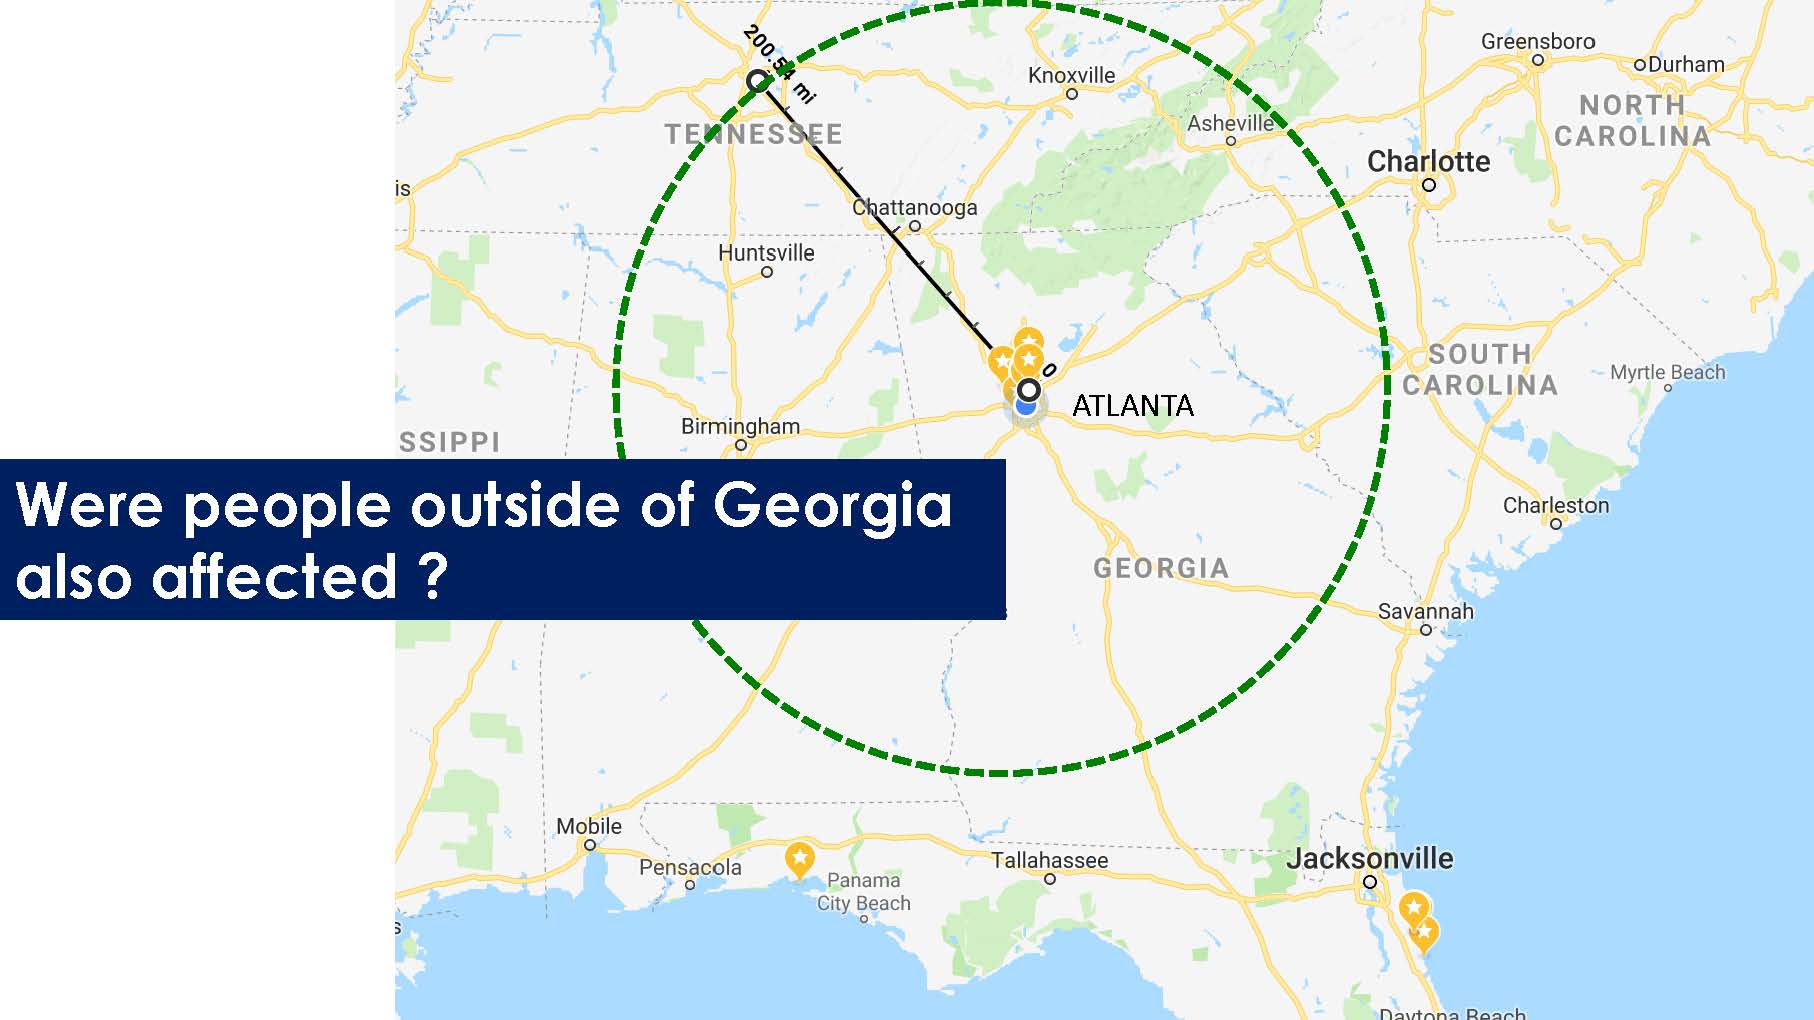 200.54 mi
Greensboro
Durham
Knoxville
NORTH
CAROLINA
TENNESSEE
Asheville
Charlotte
is
Chattanooga
Huntsville
0
SOUTH
CAROLINA
Myrtle Beach
ATLANTA
Birmingham
SSIPPI
Were people outside of Georgia
also affected ?
Charleston
GEORGIA
Savannah
Mobile
Pensacola
Panama
City Beach
Tallahassee
Jacksonville
s
Daytona Beach